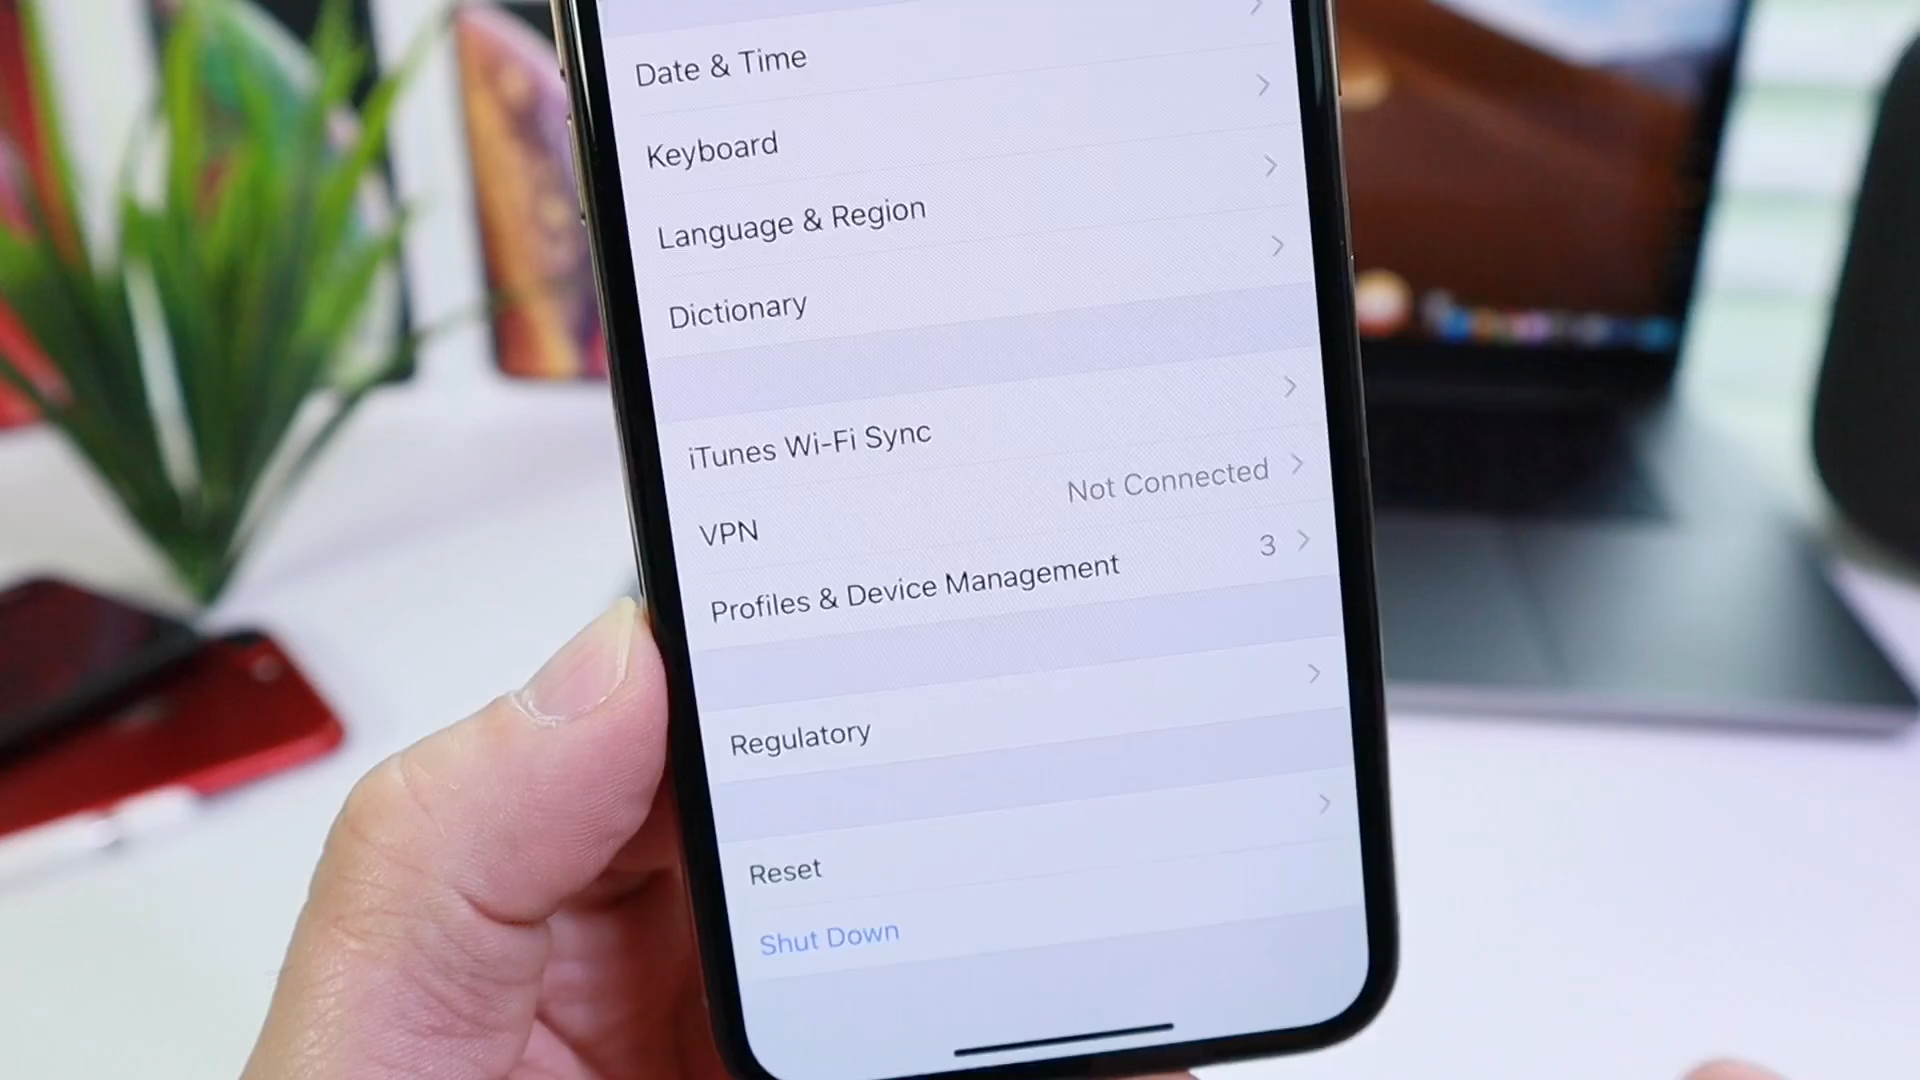 Date & Time
Keyboard
Language & Region
Dictionary
iTunes Wi-Fi Sync
VPN Not Connected
Profiles & Device Management 3
Regulatory
Reset
Shut Down